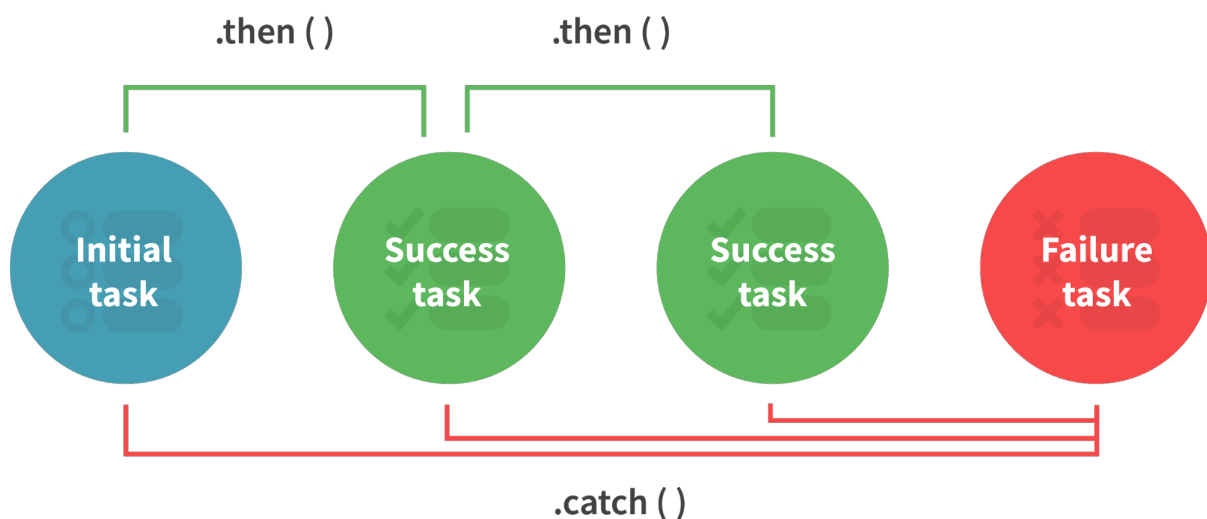 .then ( )
.then ( )
Initial
task
Success
task
Success
task
Failure
task
.catch ( )